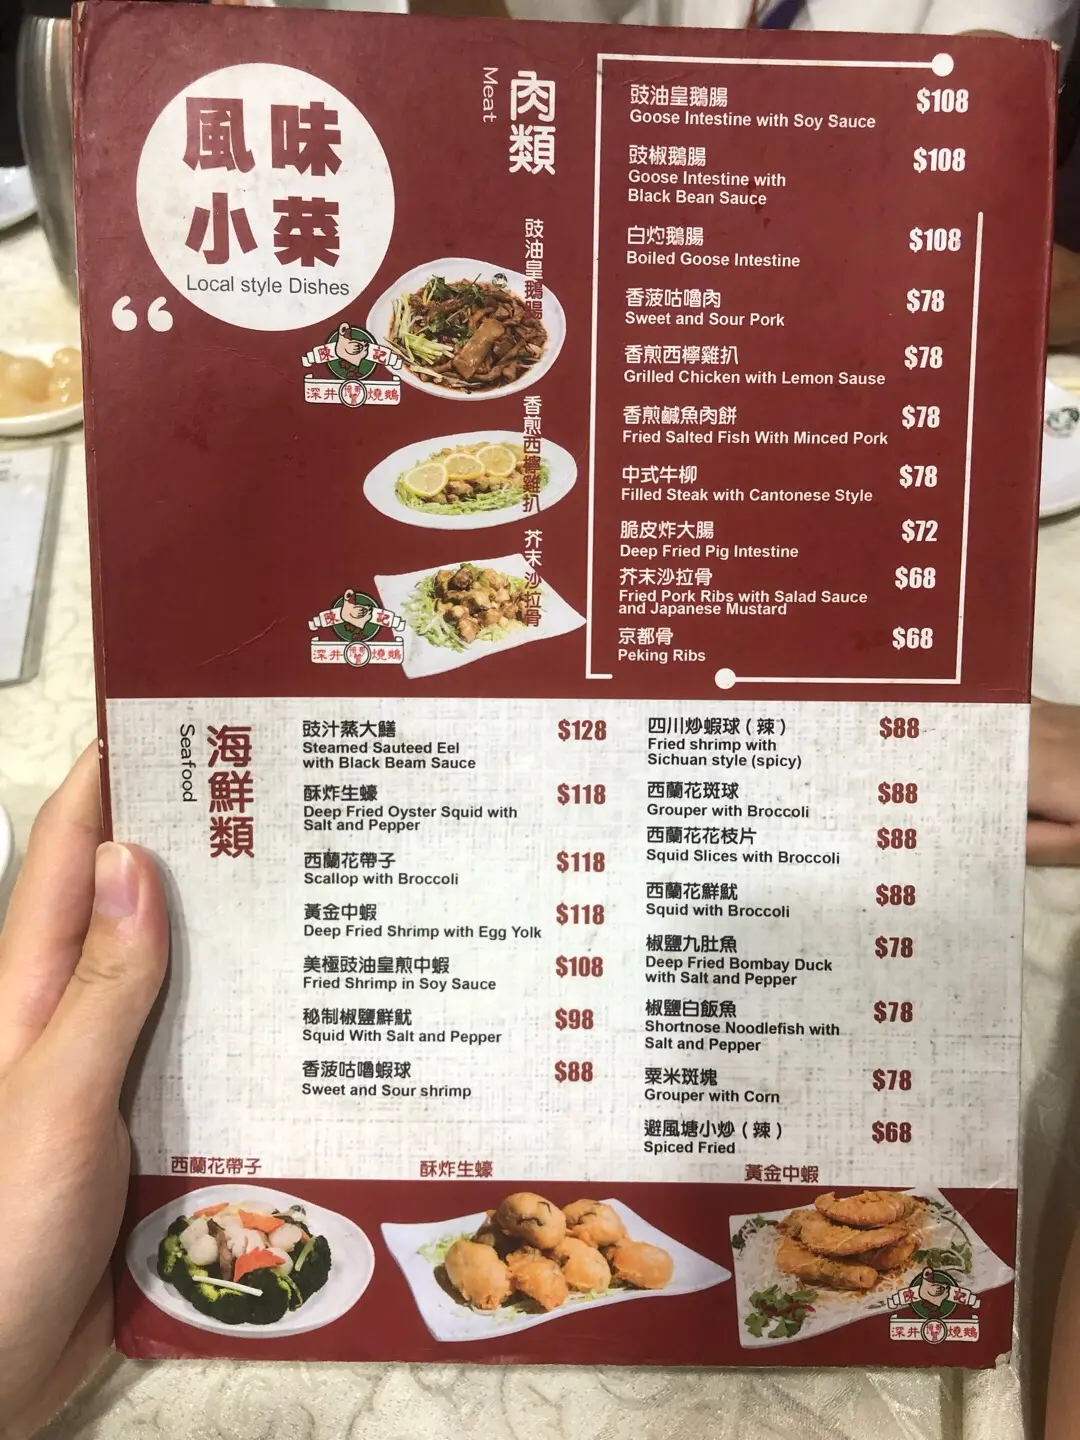 風味
小菜
Local style Dishes
肉類
Meat
豉油皇鵝腸
香煎西檸雞扒
芥末沙拉骨
陳記
深井燒鵝
陳記
深井燒鵝
豉油皇鵝腸 $108
Goose Intestine with Soy Sauce
豉椒鵝腸 $108
Goose Intestine with
Black Bean Sauce
白灼鵝腸 $108
Boiled Goose Intestine
香菠咕嚕肉 $78
Sweet and Sour Pork
香煎西檸雞扒 $78
Grilled Chicken with Lemon Sause
香煎鹹魚肉餅 $78
Fried Salted Fish With Minced Pork
中式牛柳 $78
Filled Steak with Cantonese Style
脆皮炸大腸 $72
Deep Fried Pig Intestine
芥末沙拉骨 $68
Fried Pork Ribs with Salad Sauce
and Japanese Mustard
京都骨 $68
Peking Ribs
海鮮類
Seafood
豉汁蒸大鱔 $128
Steamed Sauteed Eel
with Black Beam Sauce
酥炸生蠔 $118
Deep Fried Oyster Squid with
Salt and Pepper
西蘭花帶子 $118
Scallop with Broccoli
黃金中蝦 $118
Deep Fried Shrimp with Egg Yolk
美極豉油皇煎中蝦 $108
Fried Shrimp in Soy Sauce
秘制椒鹽鮮魷 $98
Squid With Salt and Pepper
香菠咕嚕蝦球 $88
Sweet and Sour shrimp
四川炒蝦球（辣） $88
Fried shrimp with
Sichuan style (spicy)
西蘭花斑球 $88
Grouper with Broccoli
西蘭花花枝片 $88
Squid Slices with Broccoli
西蘭花鮮魷 $88
Squid with Broccoli
椒鹽九肚魚 $78
Deep Fried Bombay Duck
with Salt and Pepper
椒鹽白飯魚 $78
Shortnose Noodlefish with
Salt and Pepper
粟米斑塊 $78
Grouper with Corn
避風塘小炒（辣） $68
Spiced Fried
西蘭花帶子
酥炸生蠔
黃金中蝦
陳記
深井燒鵝